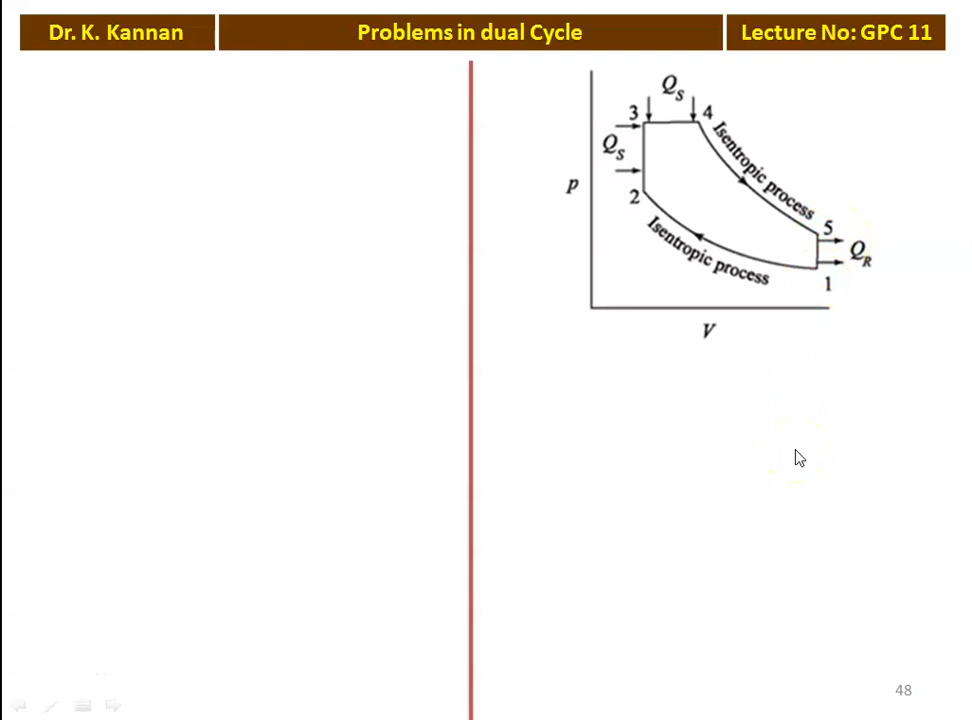 Dr. K. Kannan
Problems in dual Cycle
Lecture No: GPC 11
Q_S
3
4
Q_S
Isentropic process
p
2
5
Isentropic process
Q_R
1
V
48